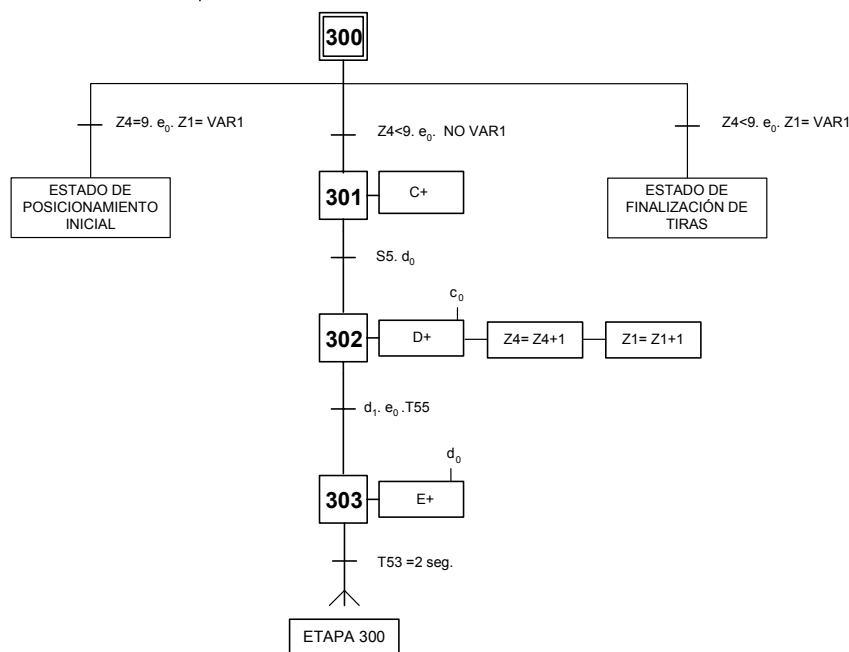 300
Z4=9. e₀. Z1= VAR1
Z4<9. e₀. NO VAR1
Z4<9. e₀. Z1= VAR1
ESTADO DE
POSICIONAMIENTO
INICIAL
301
C+
ESTADO DE
FINALIZACIÓN DE
TIRAS
S5. d₀
c₀
302
D+
Z4= Z4+1
Z1= Z1+1
d₁. e₀ .T55
d₀
303
E+
T53 =2 seg.
ETAPA 300